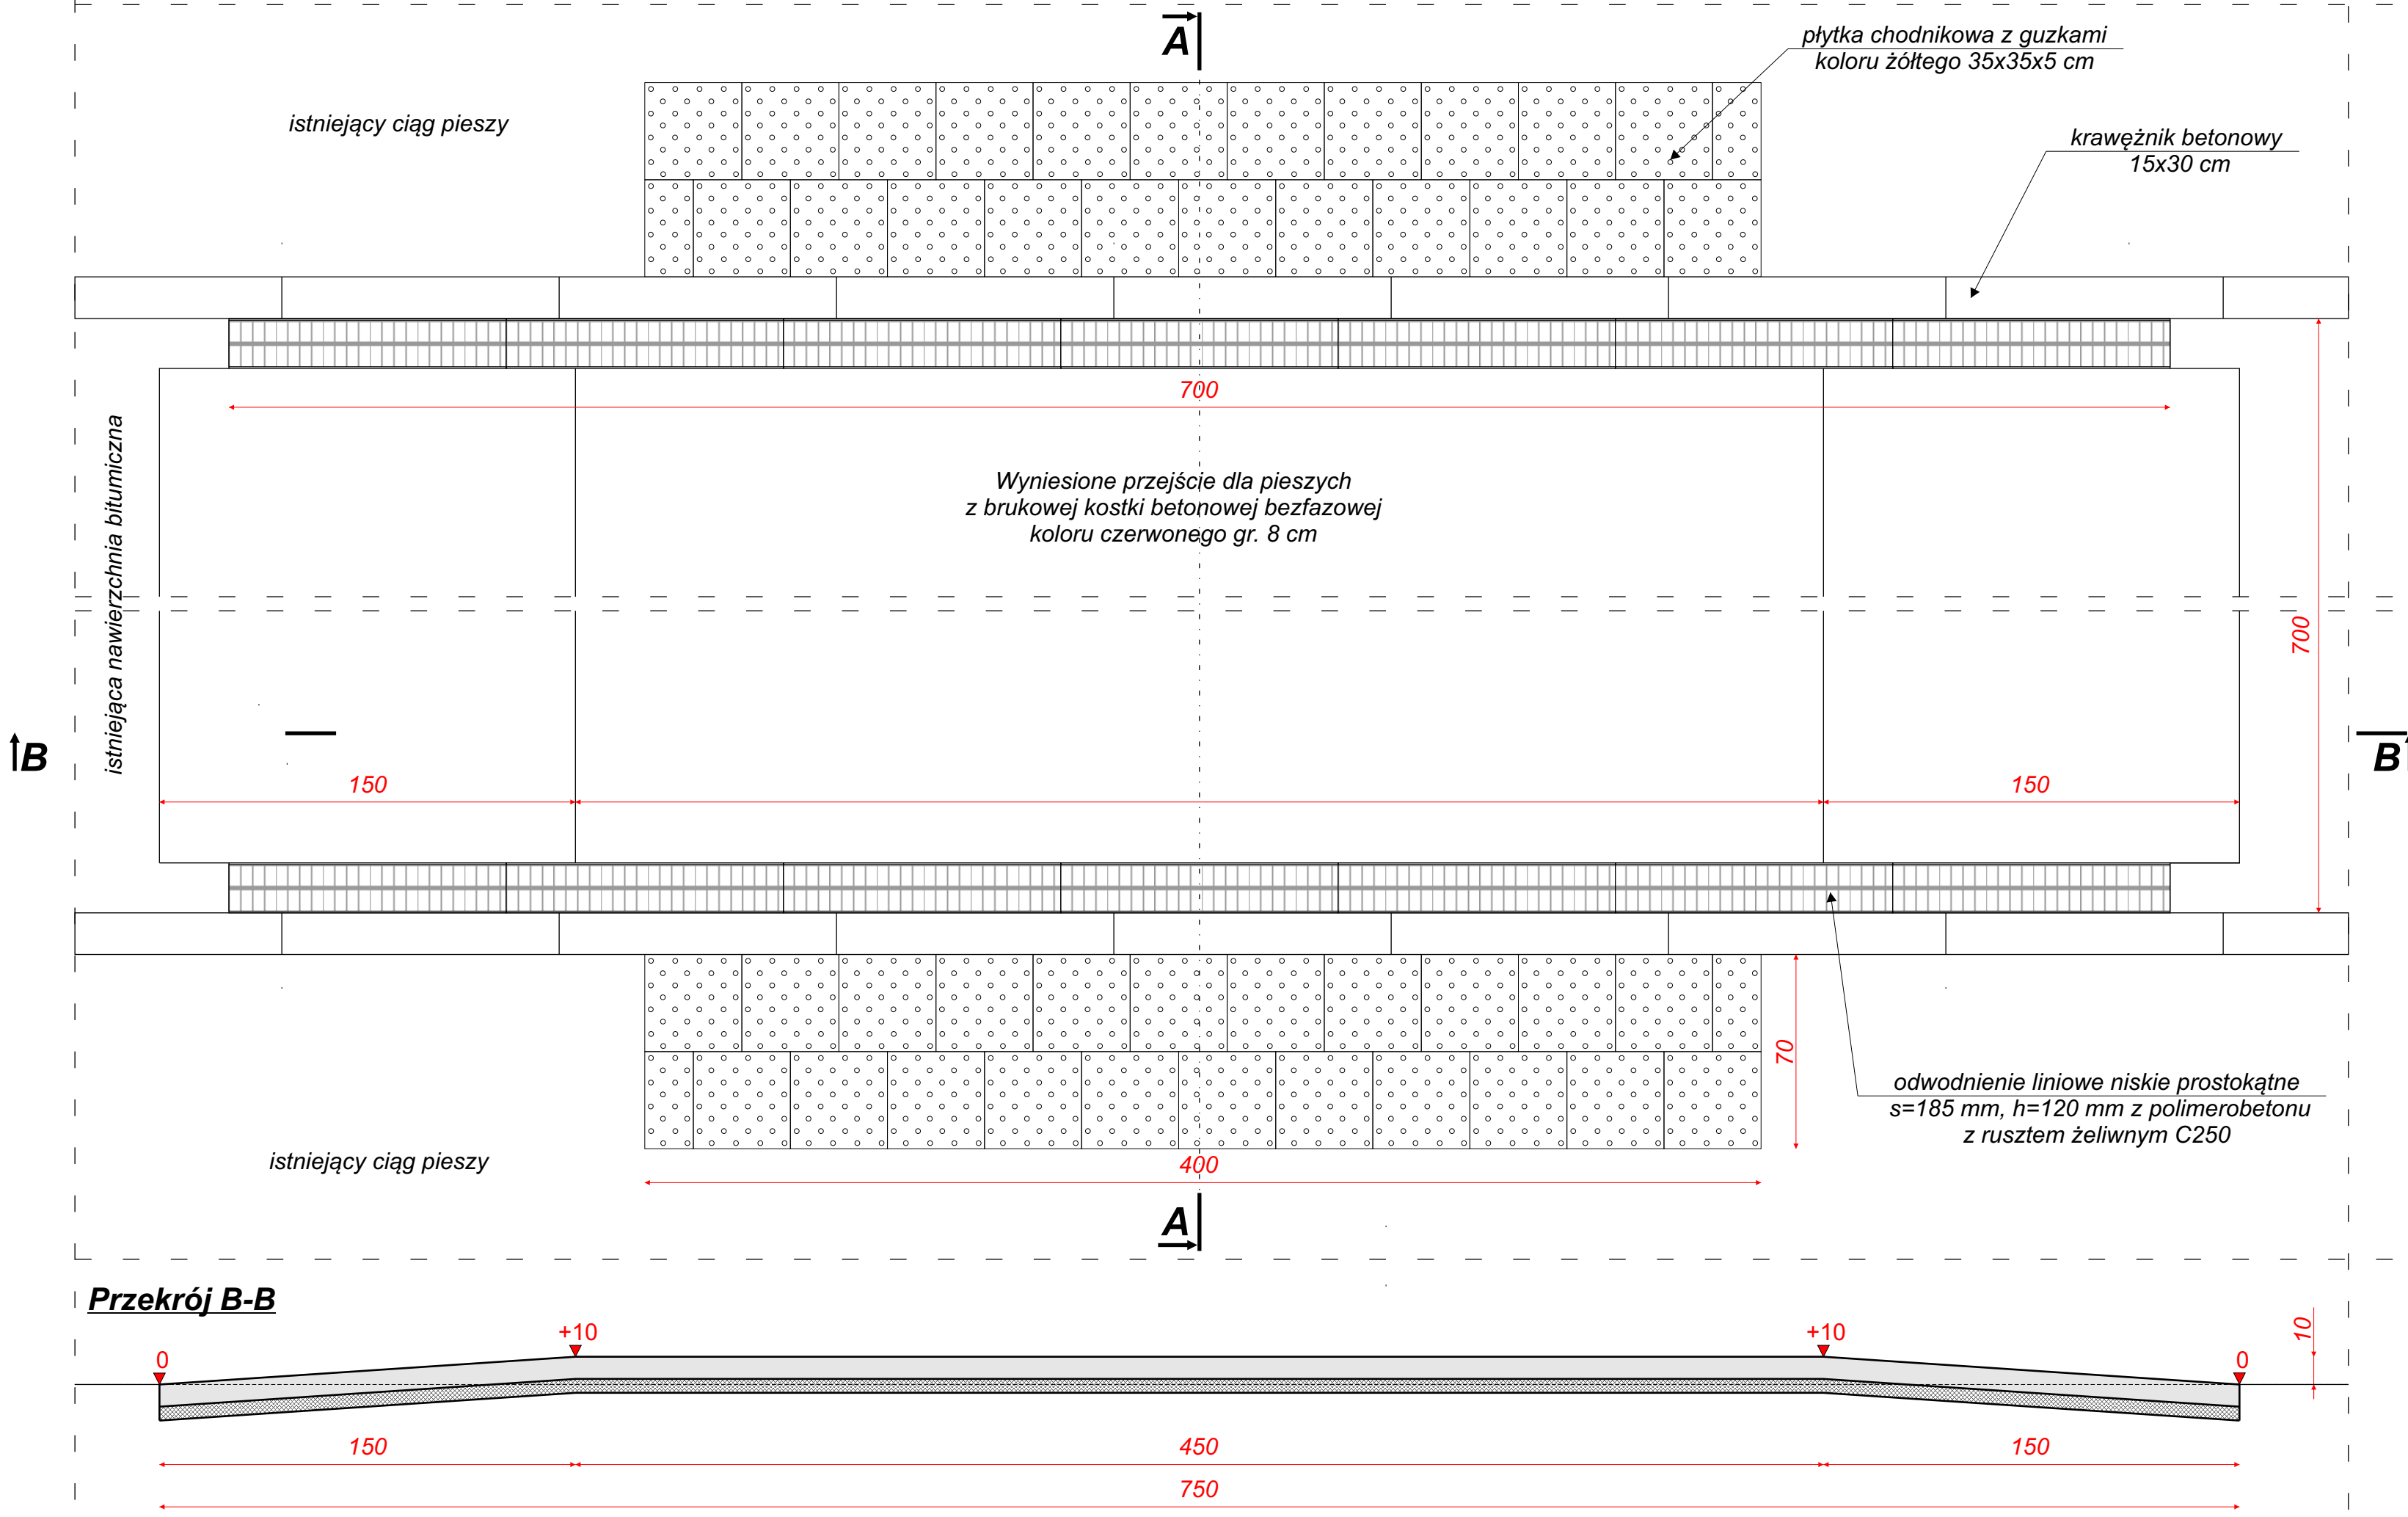 A
płytka chodnikowa z guzkami
koloru żółtego 35x35x5 cm
istniejący ciąg pieszy
krawężnik betonowy
15x30 cm
700
Wyniesione przejście dla pieszych
z brukowej kostki betonowej bezfazowej
koloru czerwonego gr. 8 cm
istniejąca nawierzchnia bitumiczna
700
B
B
150
150
70
odwodnienie liniowe niskie prostokątne
s=185 mm, h=120 mm z polimerobetonu
z rusztem żeliwnym C250
istniejący ciąg pieszy
400
A
Przekrój B-B
0
+10
+10
0
10
150
450
150
750